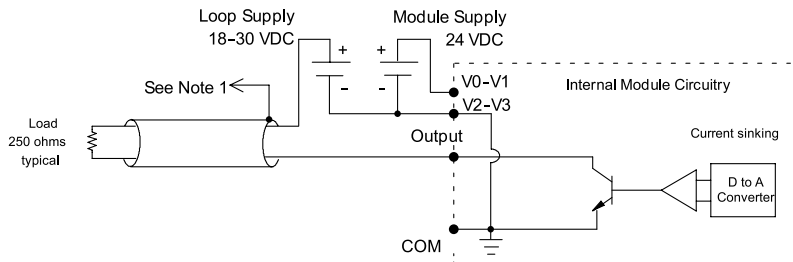 Loop Supply
18–30 VDC
Module Supply
24 VDC
+
+
-
-
See Note 1
V0–V1
V2–V3
Internal Module Circuitry
Load
250 ohms
typical
Output
Current sinking
D to A
Converter
COM